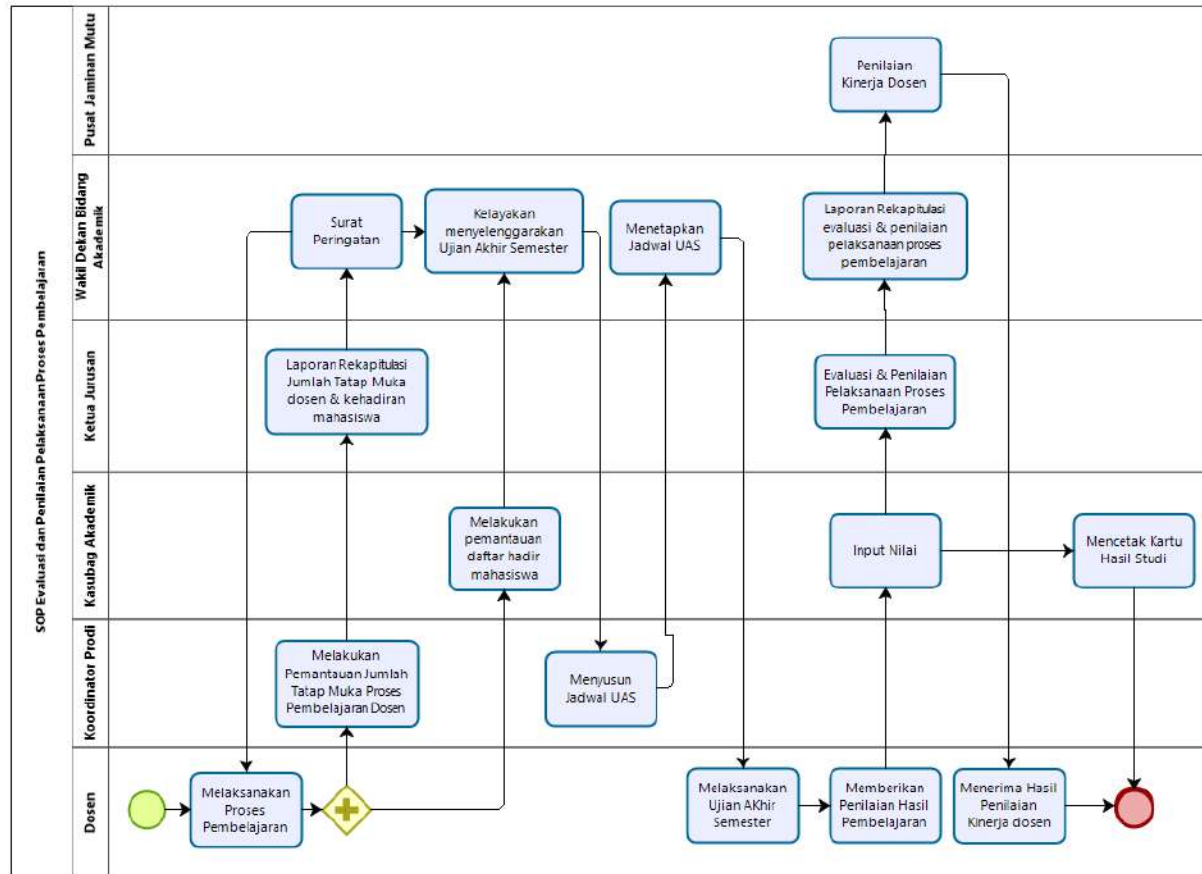 SOP Evaluasi dan Penilaian Pelaksanaan Proses Pembelajaran
Pusat Jaminan Mutu
Penilaian
Kinerja Dosen
Wakil Dekan Bidang
Akademik
Surat
Peringatan
Kelayakan
menyelenggarakan
Ujian Akhir Semester
Menetapkan
Jadwal UAS
Laporan Rekapitulasi
evaluasi & penilaian
pelaksanaan proses
pembelajaran
Ketua Jurusan
Laporan Rekapitulasi
Jumlah Tatap Muka
dosen & kehadiran
mahasiswa
Evaluasi & Penilaian
Pelaksanaan Proses
Pembelajaran
Kasubag Akademik
Melakukan
pemantauan
daftar hadir
mahasiswa
Input Nilai
Mencetak Kartu
Hasil Studi
Koordinator Prodi
Melakukan
Pemantauan Jumlah
Tatap Muka Proses
Pembelajaran Dosen
Menyusun
Jadwal UAS
Dosen
Melaksanakan
Proses
Pembelajaran
Melaksanakan
Ujian AKhir
Semester
Memberikan
Penilaian Hasil
Pembelajaran
Menerima Hasil
Penilaian
Kinerja dosen